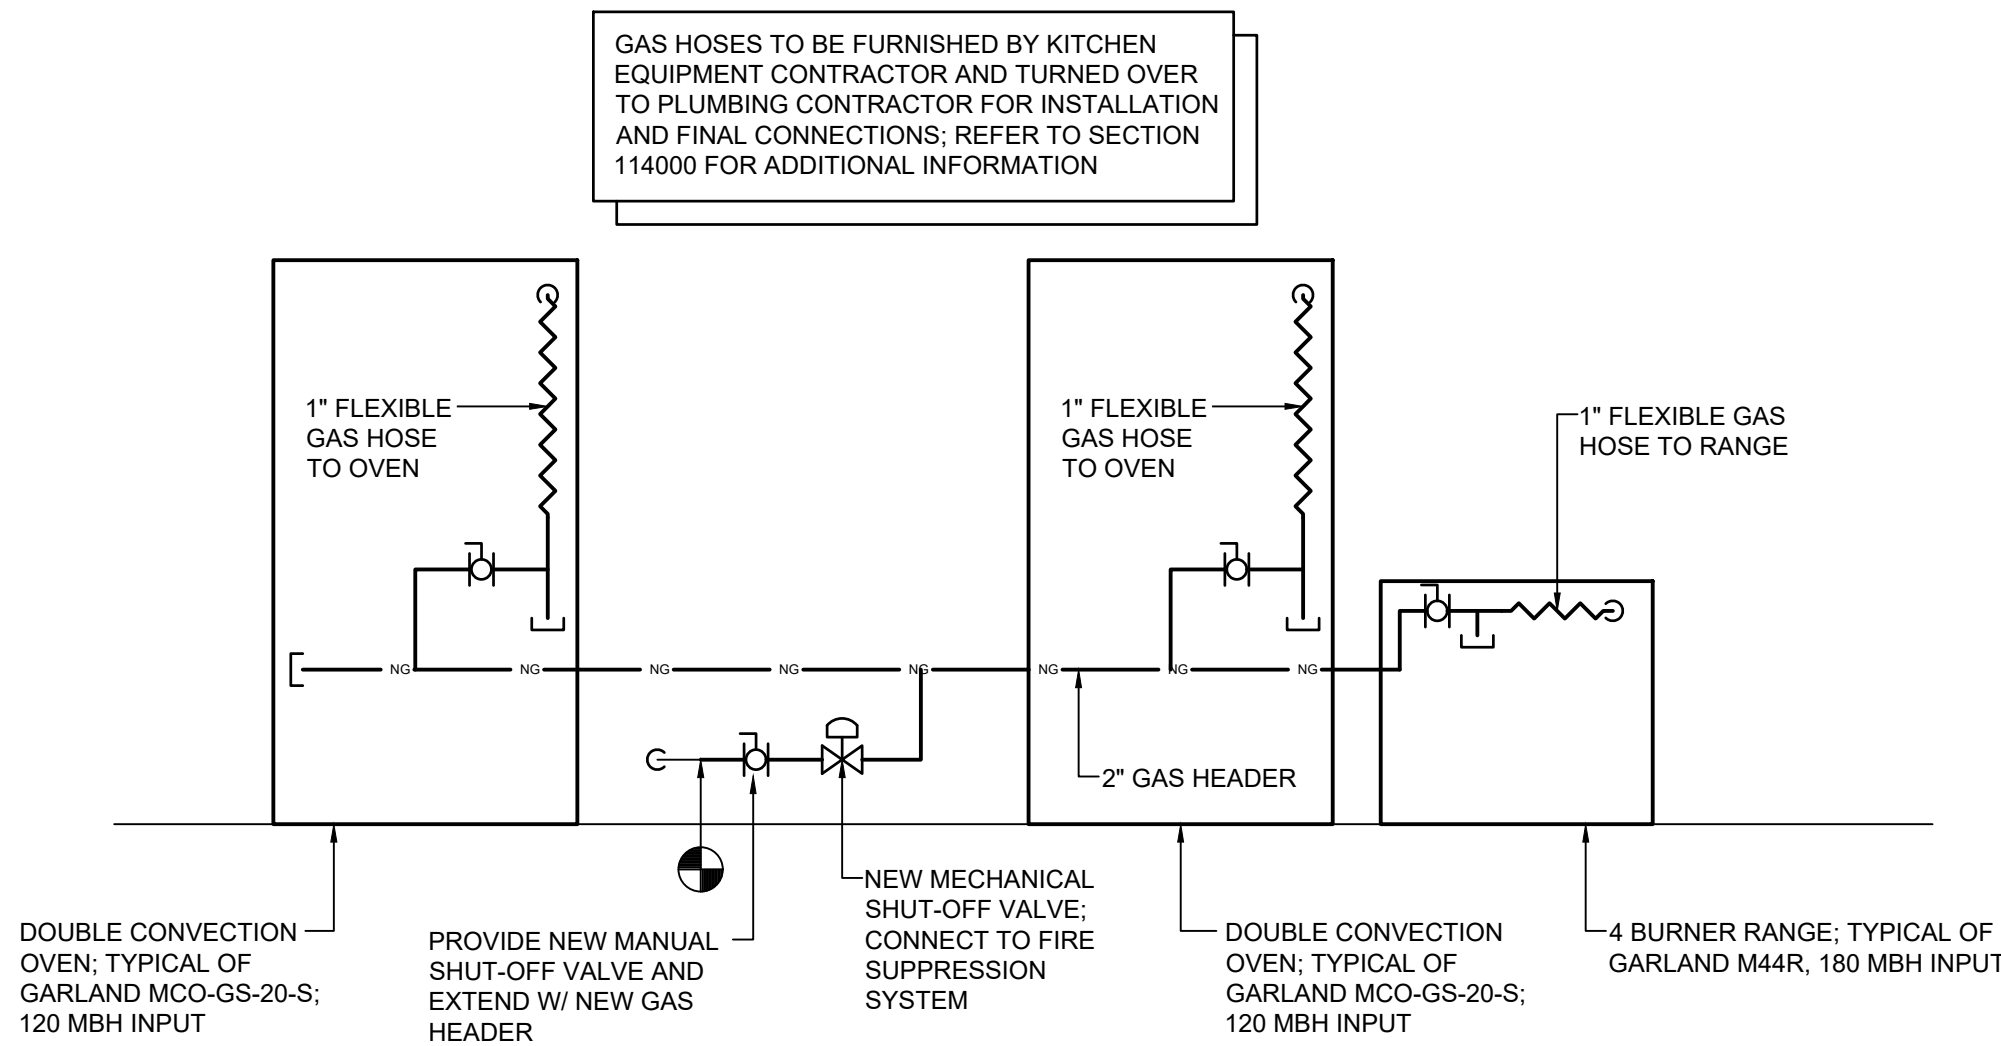 GAS HOSES TO BE FURNISHED BY KITCHEN
EQUIPMENT CONTRACTOR AND TURNED OVER
TO PLUMBING CONTRACTOR FOR INSTALLATION
AND FINAL CONNECTIONS; REFER TO SECTION
114000 FOR ADDITIONAL INFORMATION
1" FLEXIBLE
GAS HOSE
TO OVEN
1" FLEXIBLE
GAS HOSE
TO OVEN
1" FLEXIBLE GAS
HOSE TO RANGE
NG NG NG NG NG NG NG NG
2" GAS HEADER
DOUBLE CONVECTION
OVEN; TYPICAL OF
GARLAND MCO-GS-20-S;
120 MBH INPUT
PROVIDE NEW MANUAL
SHUT-OFF VALVE AND
EXTEND W/ NEW GAS
HEADER
NEW MECHANICAL
SHUT-OFF VALVE;
CONNECT TO FIRE
SUPPRESSION
SYSTEM
DOUBLE CONVECTION
OVEN; TYPICAL OF
GARLAND MCO-GS-20-S;
120 MBH INPUT
4 BURNER RANGE; TYPICAL OF
GARLAND M44R, 180 MBH INPUT